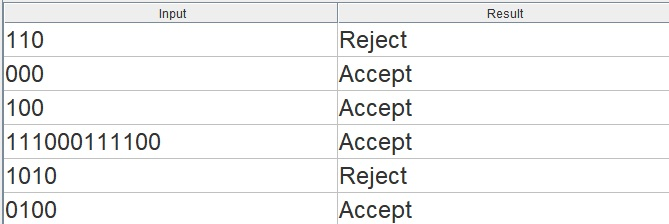 Input Result
110 Reject
000 Accept
100 Accept
111000111100 Accept
1010 Reject
0100 Accept